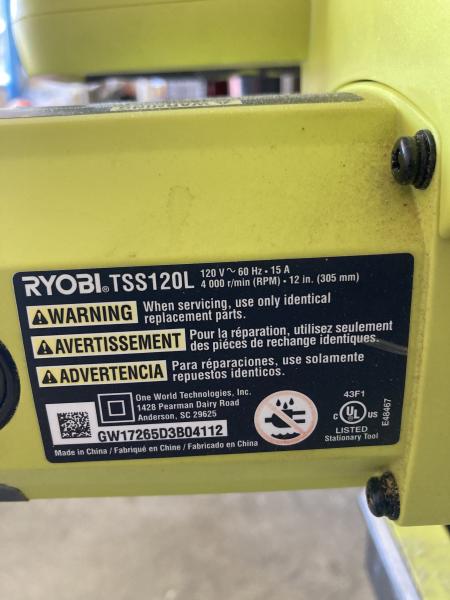 RYOBI® TSS120L 120 V ~ 60 Hz • 15 A
4 000 r/min (RPM) • 12 in. (305 mm)
WARNING When servicing, use only identical
replacement parts.
AVERTISSEMENT Pour la réparation, utilisez seulement
des pièces de rechange identiques.
ADVERTENCIA Para reparaciones, use solamente
repuestos idénticos.
One World Technologies, Inc.
1428 Pearman Dairy Road
Anderson, SC 29625
GW17265D3B04112
Made in China / Fabriqué en Chine / Fabricado en China
43F1
C UL US
LISTED
Stationary Tool
E48467